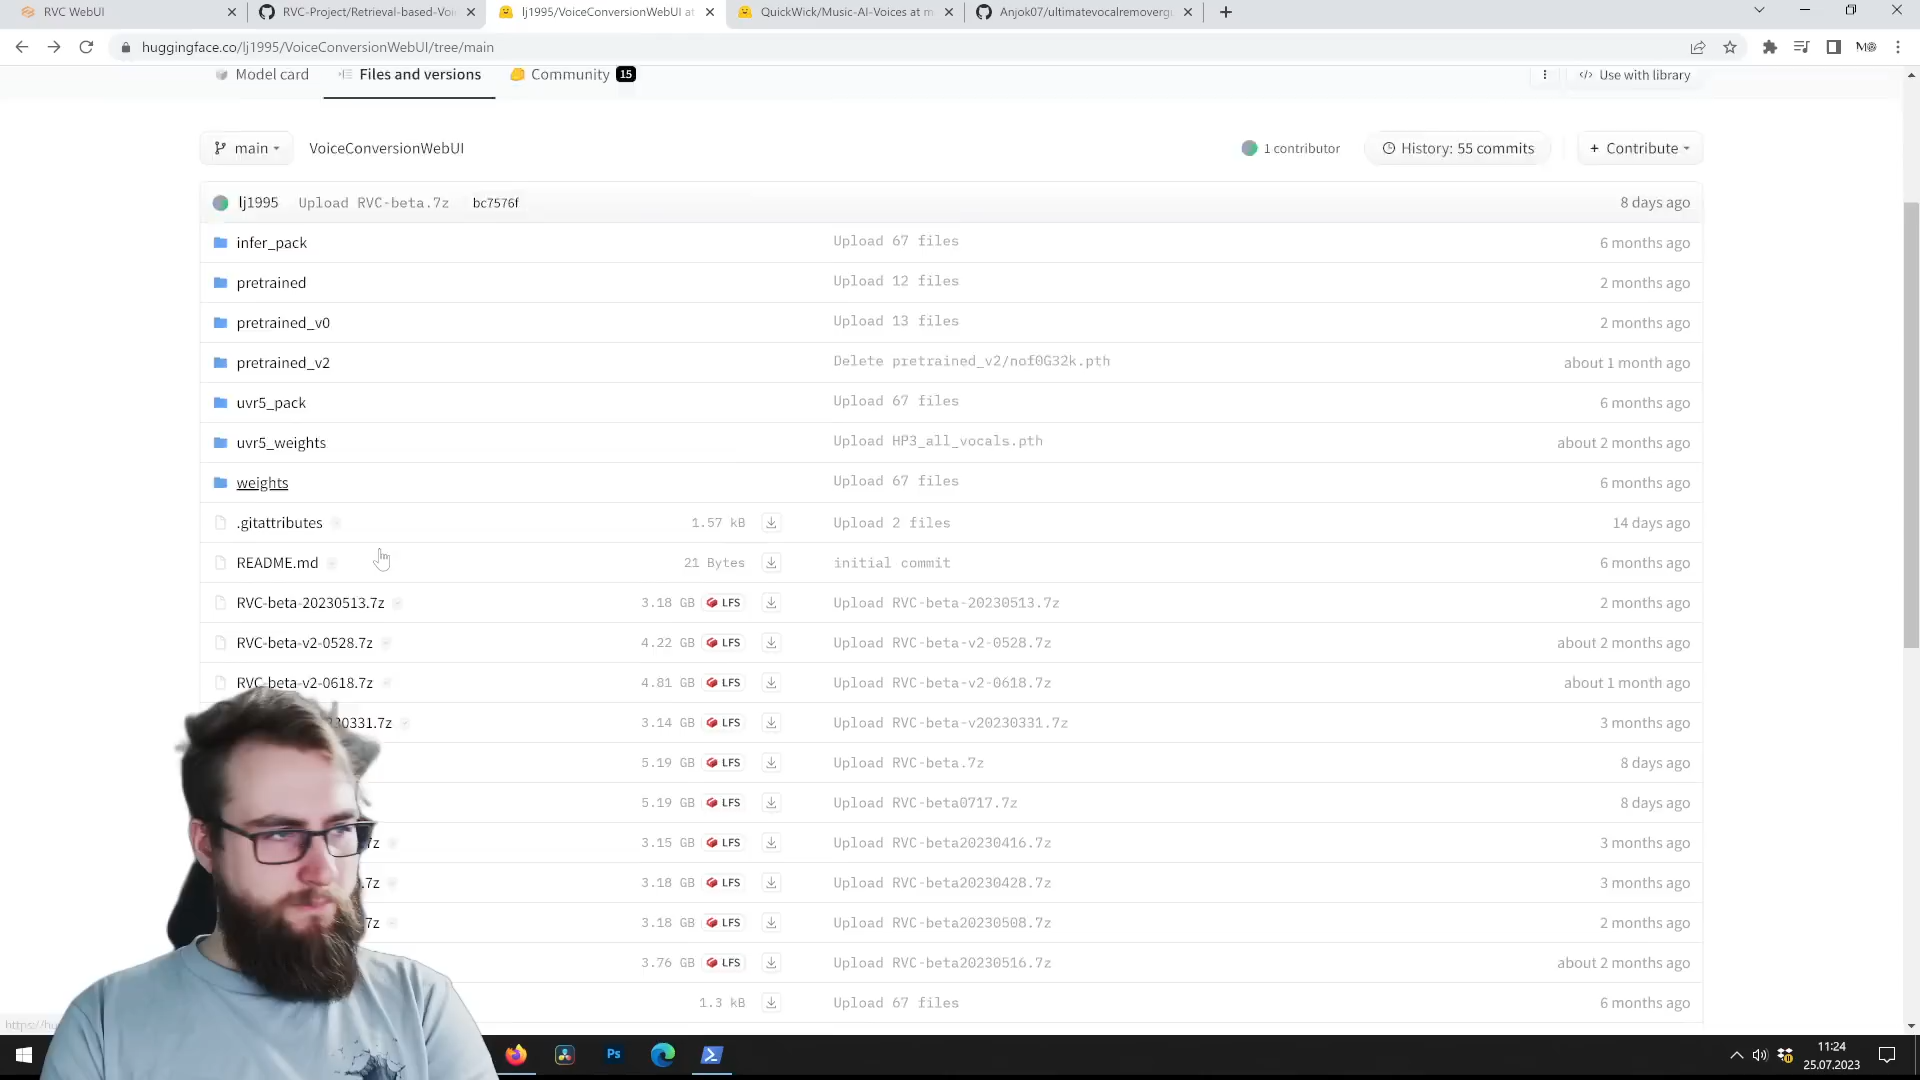 RVC WebUI
RVC-Project/Retrieval-based-Voi
lj1995/VoiceConversionWebUI at
QuickWick/Music-AI-Voices at m
Anjok07/ultimatevocalremovergu
huggingface.co/lj1995/VoiceConversionWebUI/tree/main
Model card
Files and versions
Community 15
</> Use with library
main
VoiceConversionWebUI
1 contributor
History: 55 commits
+ Contribute
lj1995 Upload RVC-beta.7z bc7576f 8 days ago
infer_pack Upload 67 files 6 months ago
pretrained Upload 12 files 2 months ago
pretrained_v0 Upload 13 files 2 months ago
pretrained_v2 Delete pretrained_v2/nof0G32k.pth about 1 month ago
uvr5_pack Upload 67 files 6 months ago
uvr5_weights Upload HP3_all_vocals.pth about 2 months ago
weights Upload 67 files 6 months ago
.gitattributes 1.57 kB Upload 2 files 14 days ago
README.md 21 Bytes initial commit 6 months ago
RVC-beta-20230513.7z 3.18 GB LFS Upload RVC-beta-20230513.7z 2 months ago
RVC-beta-v2-0528.7z 4.22 GB LFS Upload RVC-beta-v2-0528.7z about 2 months ago
RVC-beta-v2-0618.7z 4.81 GB LFS Upload RVC-beta-v2-0618.7z about 1 month ago
30331.7z 3.14 GB LFS Upload RVC-beta-v20230331.7z 3 months ago
5.19 GB LFS Upload RVC-beta.7z 8 days ago
5.19 GB LFS Upload RVC-beta0717.7z 8 days ago
7z 3.15 GB LFS Upload RVC-beta20230416.7z 3 months ago
.7z 3.18 GB LFS Upload RVC-beta20230428.7z 3 months ago
7z 3.18 GB LFS Upload RVC-beta20230508.7z 2 months ago
3.76 GB LFS Upload RVC-beta20230516.7z about 2 months ago
1.3 kB Upload 67 files 6 months ago
https://hu
Ps
11:24
25.07.2023